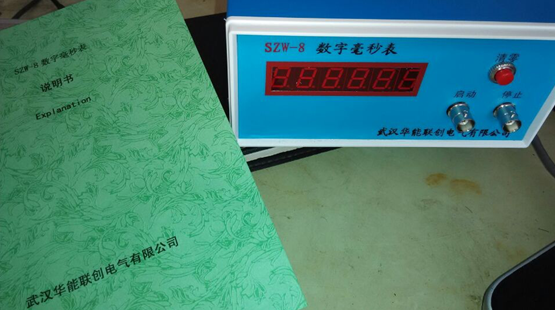 SZW-8 数字毫秒表
说明书
Explanation
武汉华能联创电气有限公司
SZW-8 数字毫秒表
清零
启动 停止
武汉华能联创电气有限公司